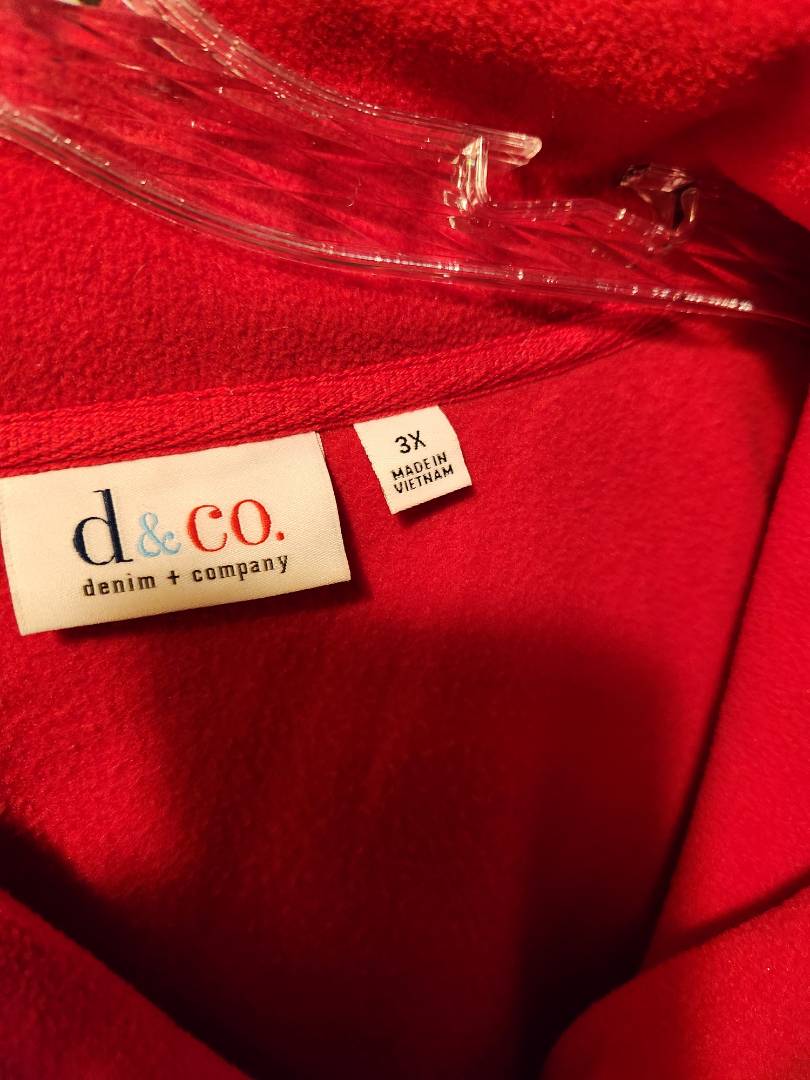 d&co.
denim + company
3X
MADE IN
VIETNAM